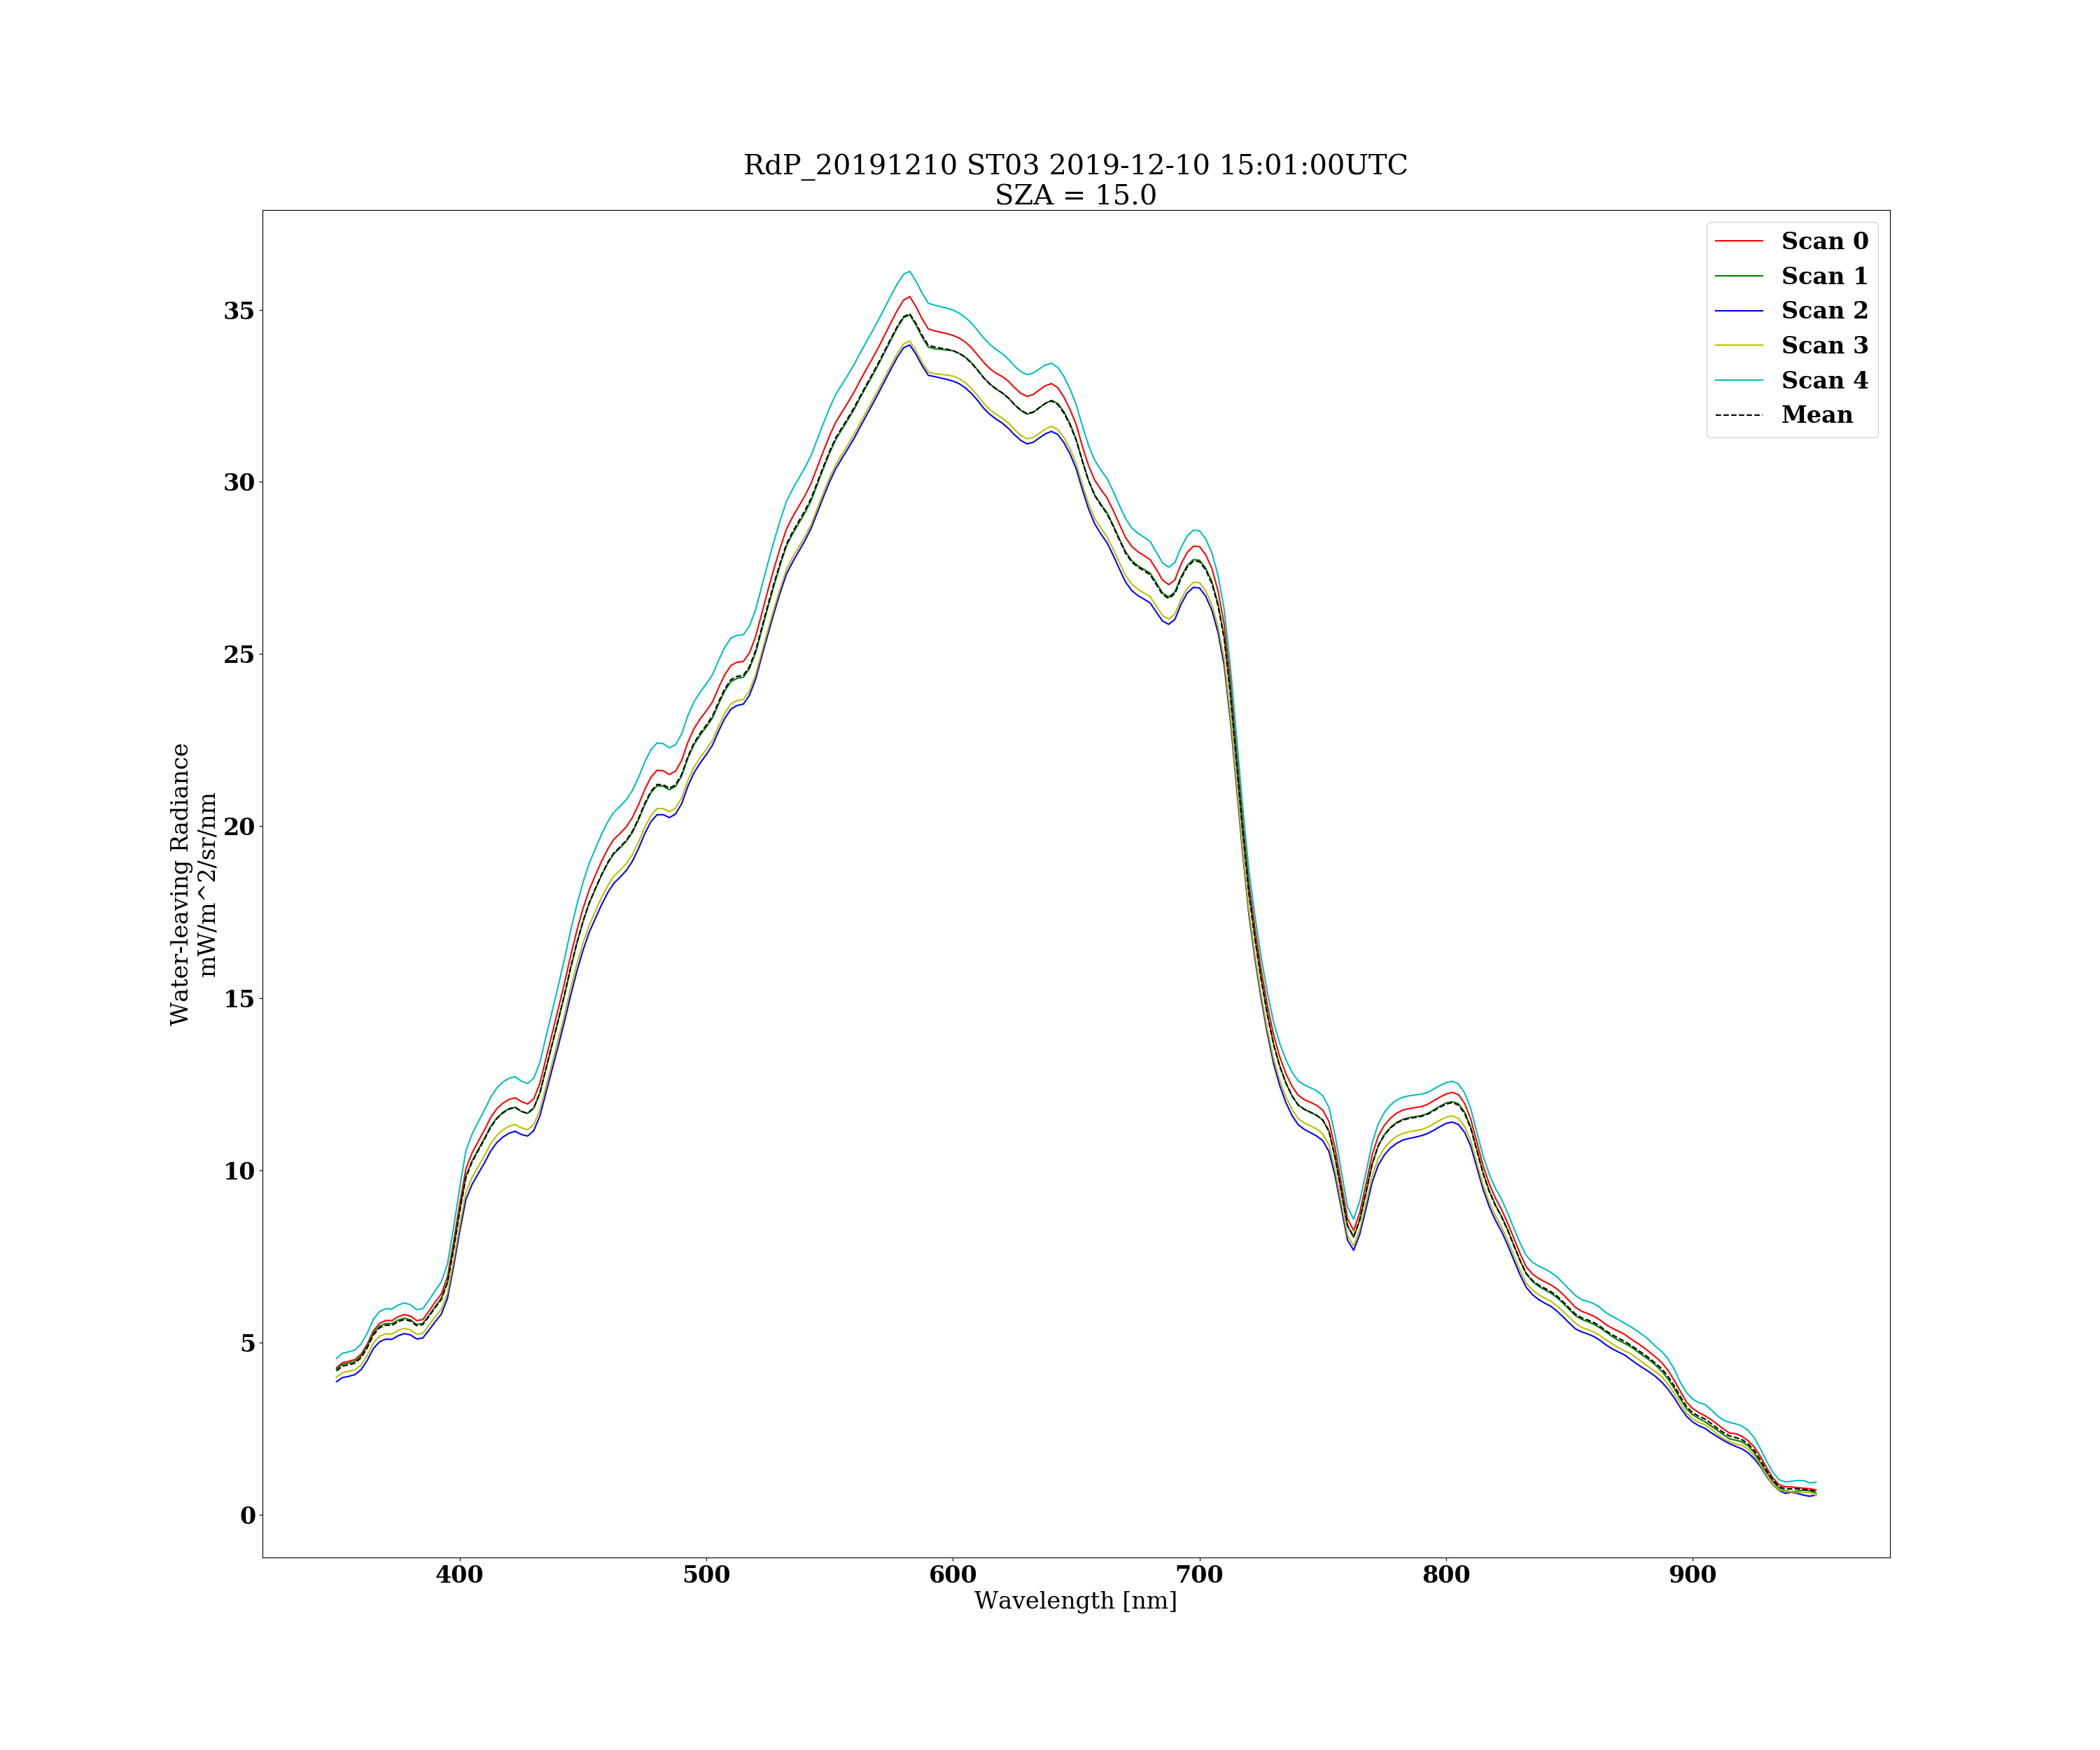 RdP_20191210 ST03 2019-12-10 15:01:00UTC
SZA = 15.0
Scan 0
Scan 1
Scan 2
Scan 3
Scan 4
Mean
35
30
25
20
15
10
5
0
Water-leaving Radiance
mW/m^2/sr/nm
400 500 600 700 800 900
Wavelength [nm]